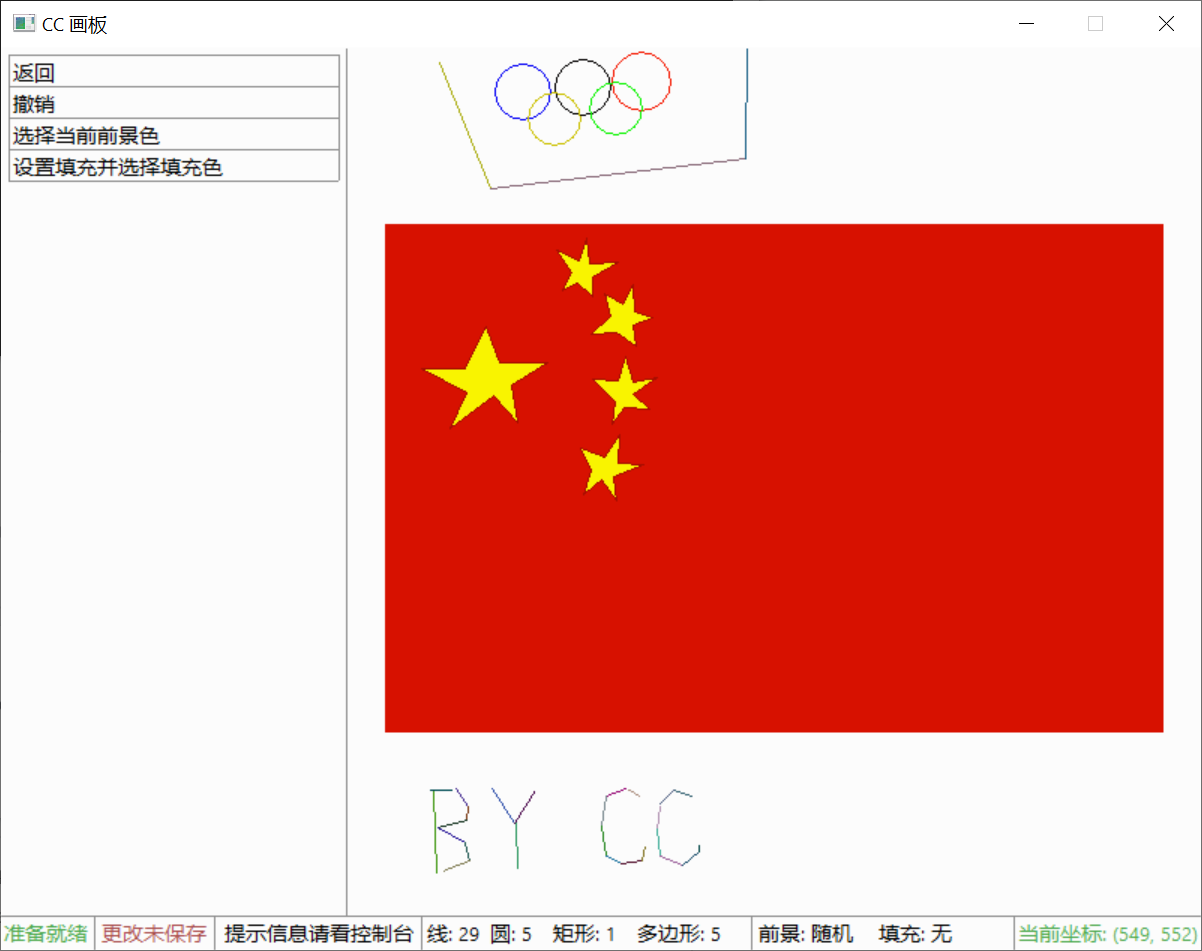 CC 画板
返回
撤销
选择当前前景色
设置填充并选择填充色
BY CC
准备就绪 更改未保存 提示信息请看控制台 线: 29 圆: 5 矩形: 1 多边形: 5 前景: 随机 填充: 无 当前坐标: (549, 552)